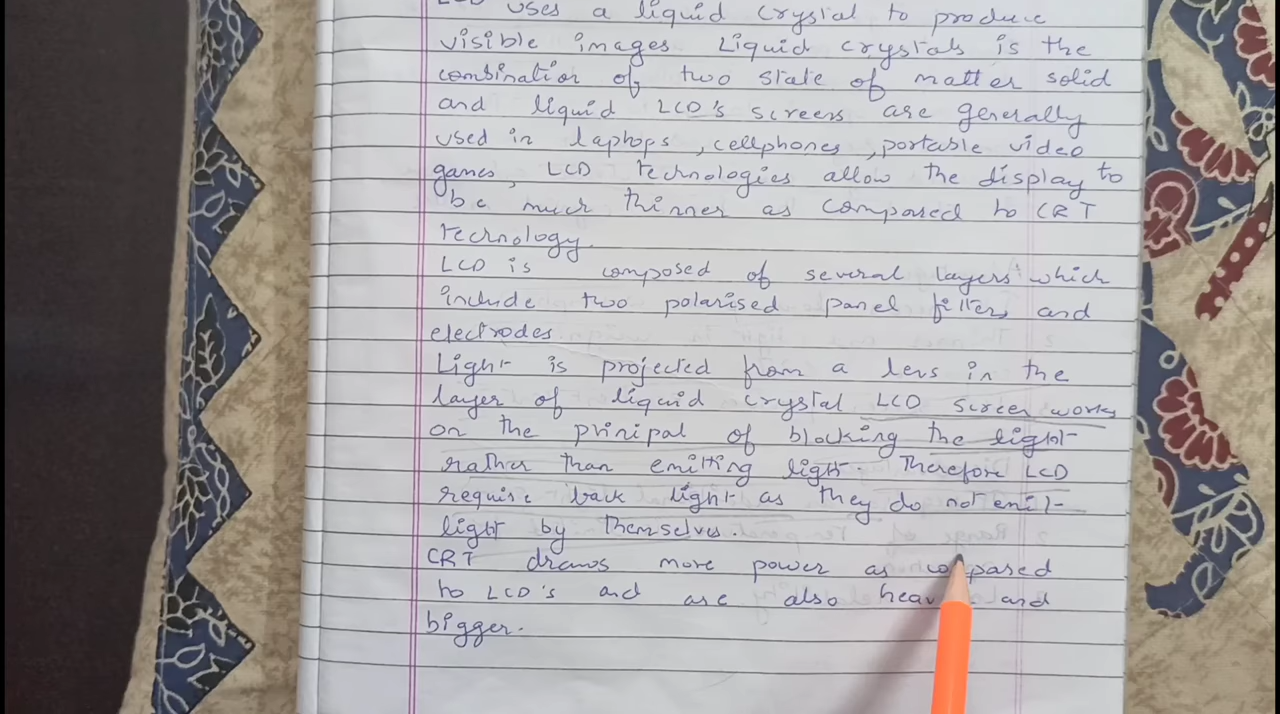 LCD uses a liquid crystal to produce
visible images Liquid crystals is the
combination of two state of matter solid
and liquid LCD's screens are generally
used in laptops , cellphones , portable video
games, LCD technologies allow the display to
be much thinner as composed to CRT
technology.
LCD is composed of several layers which
include two polarised panel filters and
electrodes.
Light is projected from a lens in the
layer of liquid crystal LCD screen works
on the prinipal of blocking the light
rather than emitting light. Therefore LCD
require back light as they do not emit
light by themselves.
CRT draws more power as compared
to LCD's and are also heavier and
bigger.